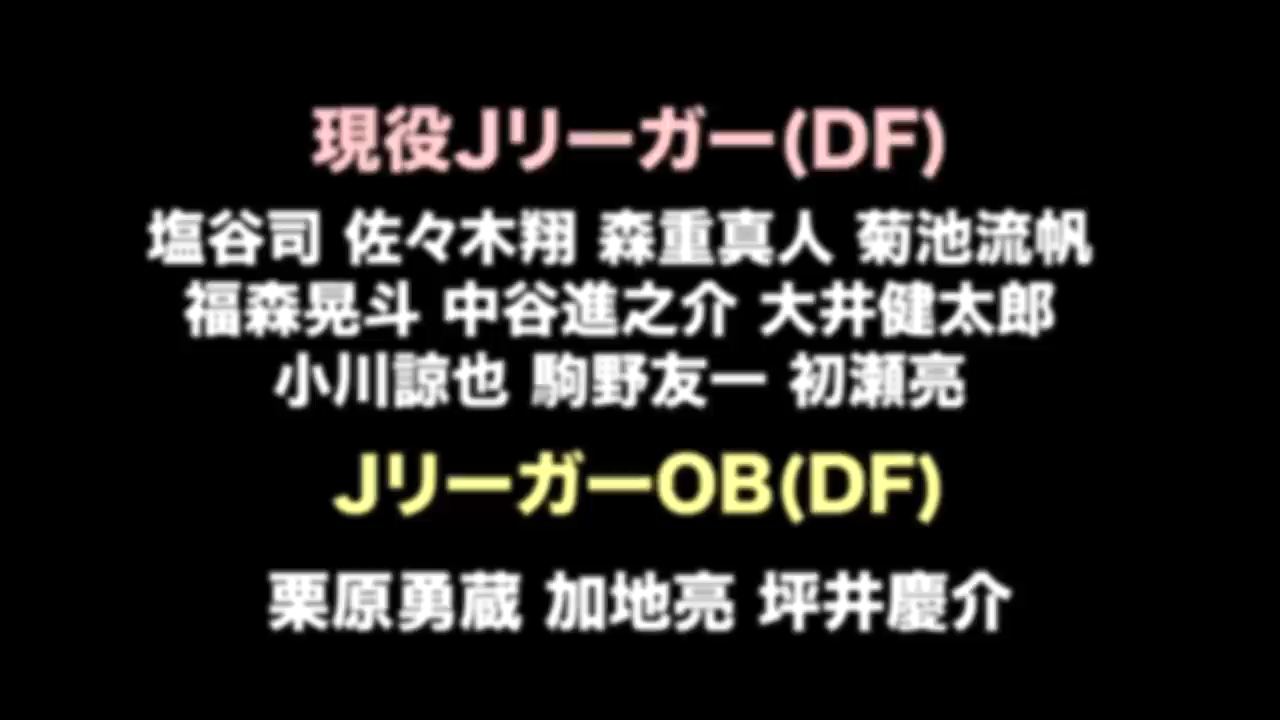 現役Jリーガー(DF)
塩谷司 佐々木翔 森重真人 菊池流帆
福森晃斗 中谷進之介 大井健太郎
小川諒也 駒野友一 初瀬亮
JリーガーOB(DF)
栗原勇蔵 加地亮 坪井慶介